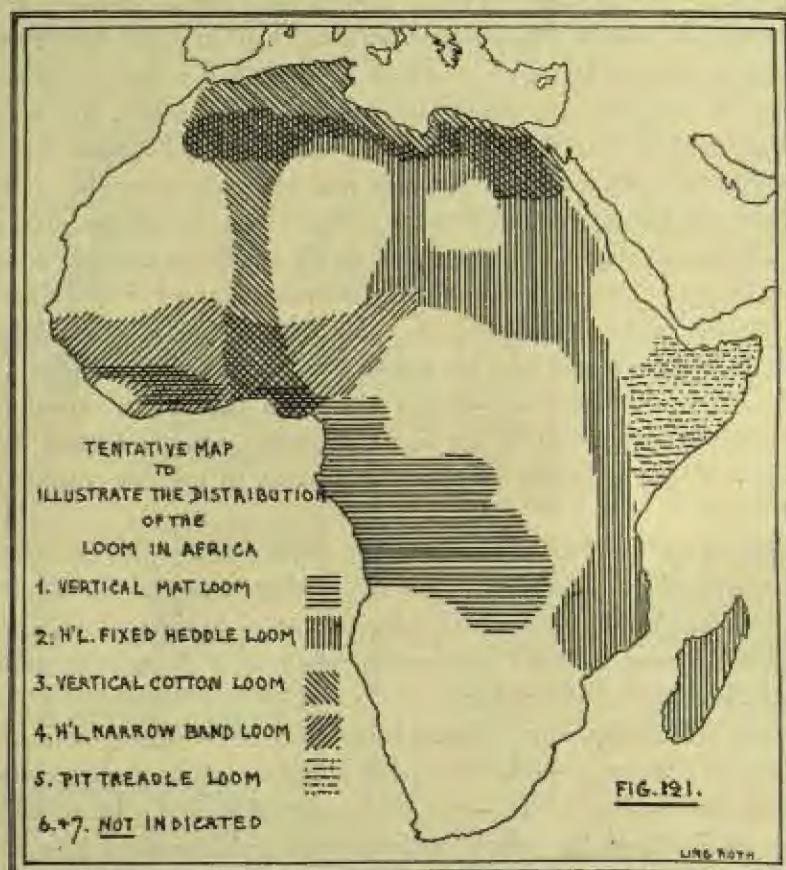 TENTATIVE MAP
TO
ILLUSTRATE THE DISTRIBUTION
OF THE
LOOM IN AFRICA
1. VERTICAL MAT LOOM
2. H'L. FIXED HEDDLE LOOM
3. VERTICAL COTTON LOOM
4. H'L NARROW BAND LOOM
5. PIT TREADLE LOOM
6.+7. NOT INDICATED
FIG. 121.
LING ROTH